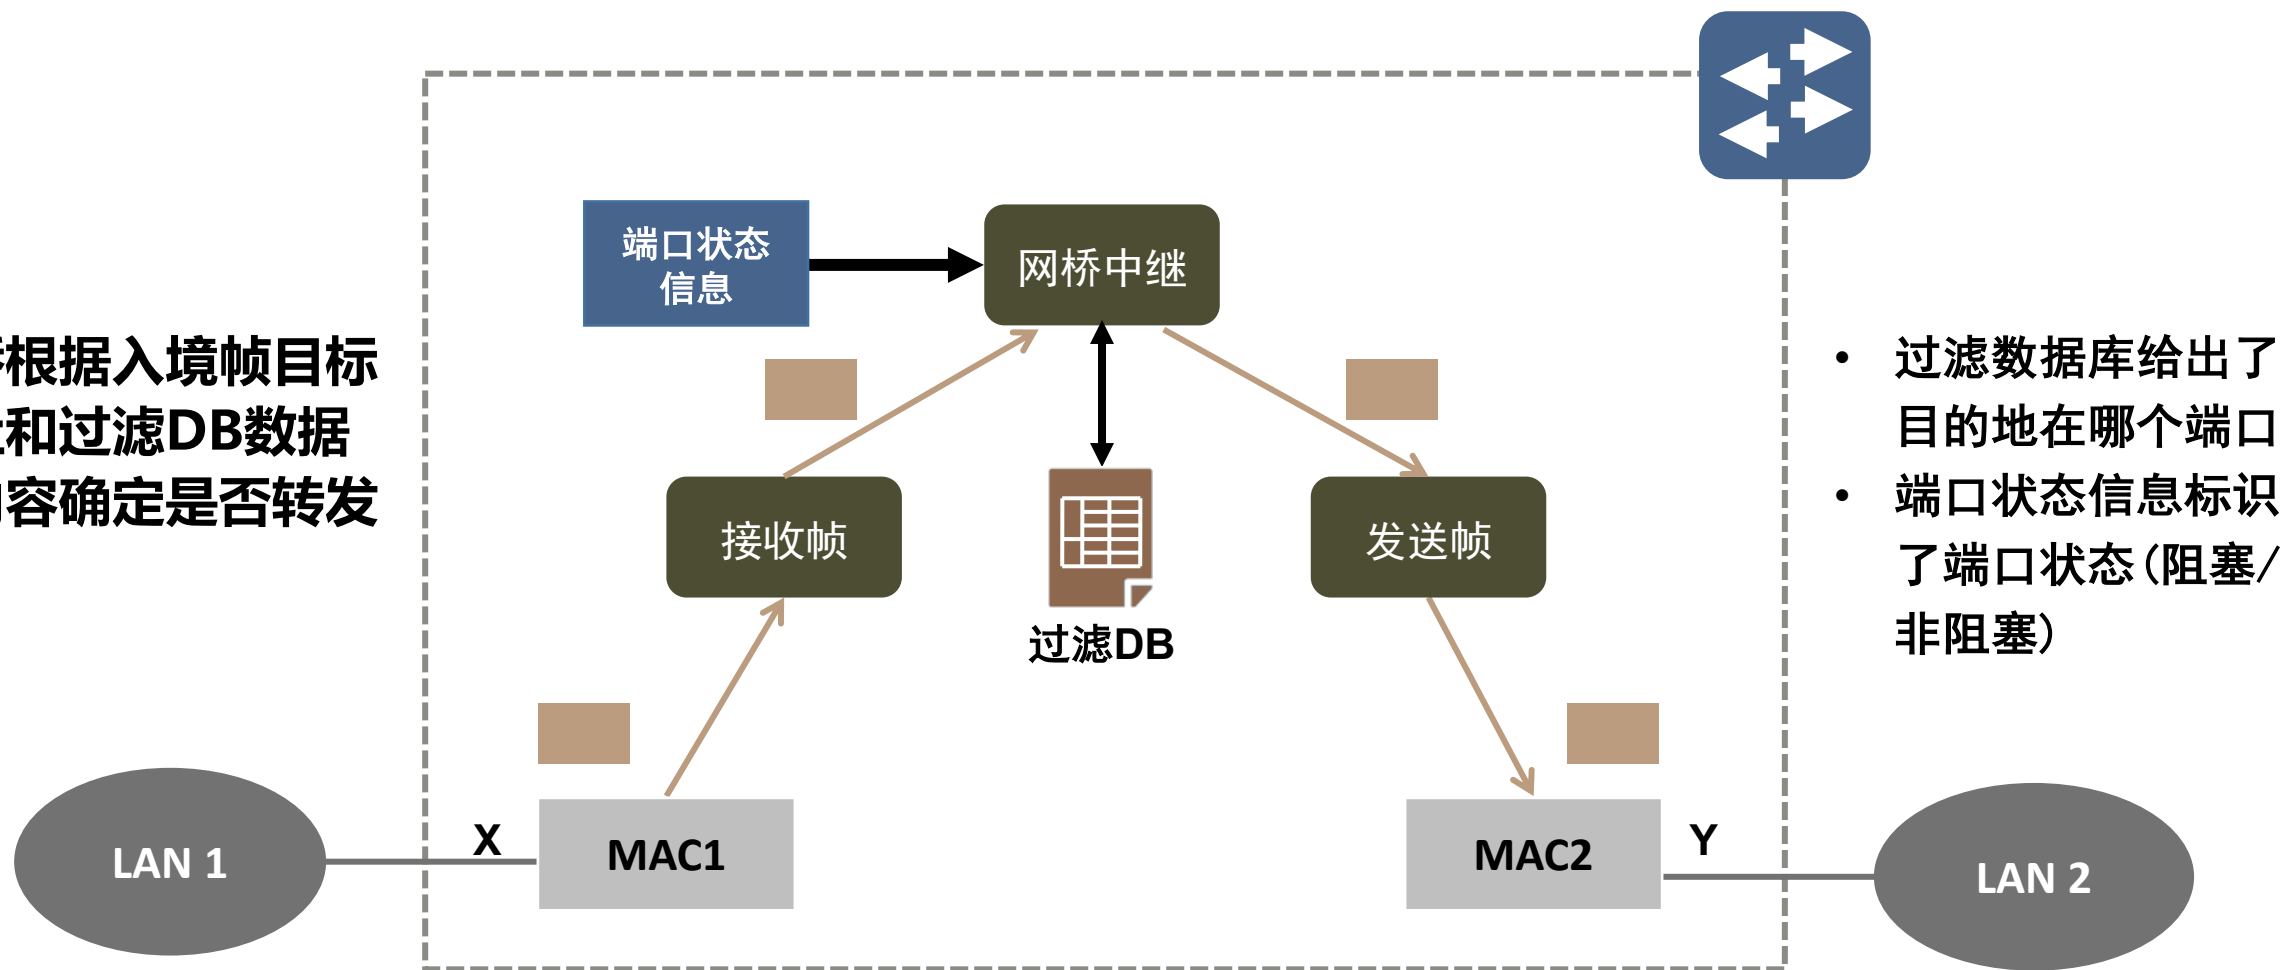 端口状态
信息
网桥中继
根据入境帧目标
和过滤DB数据
容确定是否转发
• 过滤数据库给出了
目的地在哪个端口
• 端口状态信息标识
了端口状态(阻塞/
非阻塞)
接收帧
发送帧
过滤DB
LAN 1
X
MAC1
MAC2
Y
LAN 2